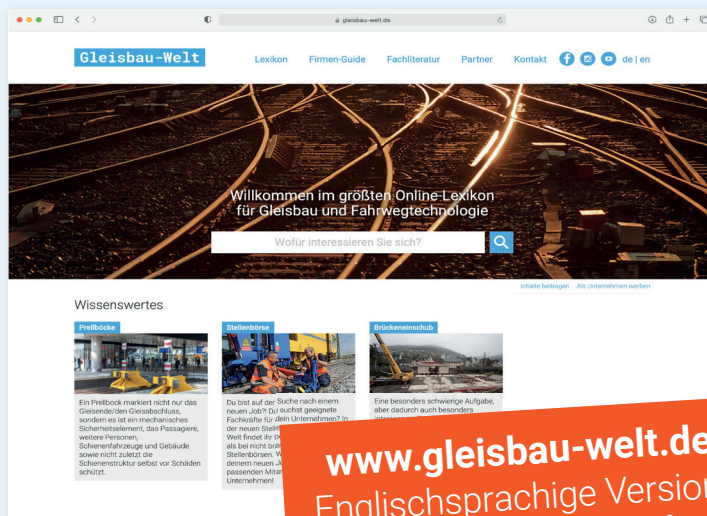 gleisbau-welt.de
Gleisbau-Welt
Lexikon Firmen-Guide Fachliteratur Partner Kontakt de | en
Willkommen im größten Online-Lexikon
für Gleisbau und Fahrwegtechnologie
Wofür interessieren Sie sich?
Inhalte beitragen Als Unternehmen werben
Wissenswertes
Prellböcke
Ein Prellbock markiert nicht nur das
Gleisende/den Gleisabschluss,
sondern es ist ein mechanisches
Sicherheitselement, das Passagiere,
weitere Personen,
Schienenfahrzeuge und Gebäude
sowie nicht zuletzt die
Schienenstruktur selbst vor Schäden
schützt.
Stellenbörse
Du bist auf der Suche nach einem
neuen Job?! Du suchst geeignete
Fachkräfte für dein Unternehmen? In
der neuen
Welt findet ihr
als bei nicht
Stellenbörsen.
deinem neuen
passenden
Unternehmen!
Brückeneinschub
Eine besonders schwierige Aufgabe,
aber dadurch auch besonders
www.gleisbau-welt.de
Englischsprachige Version